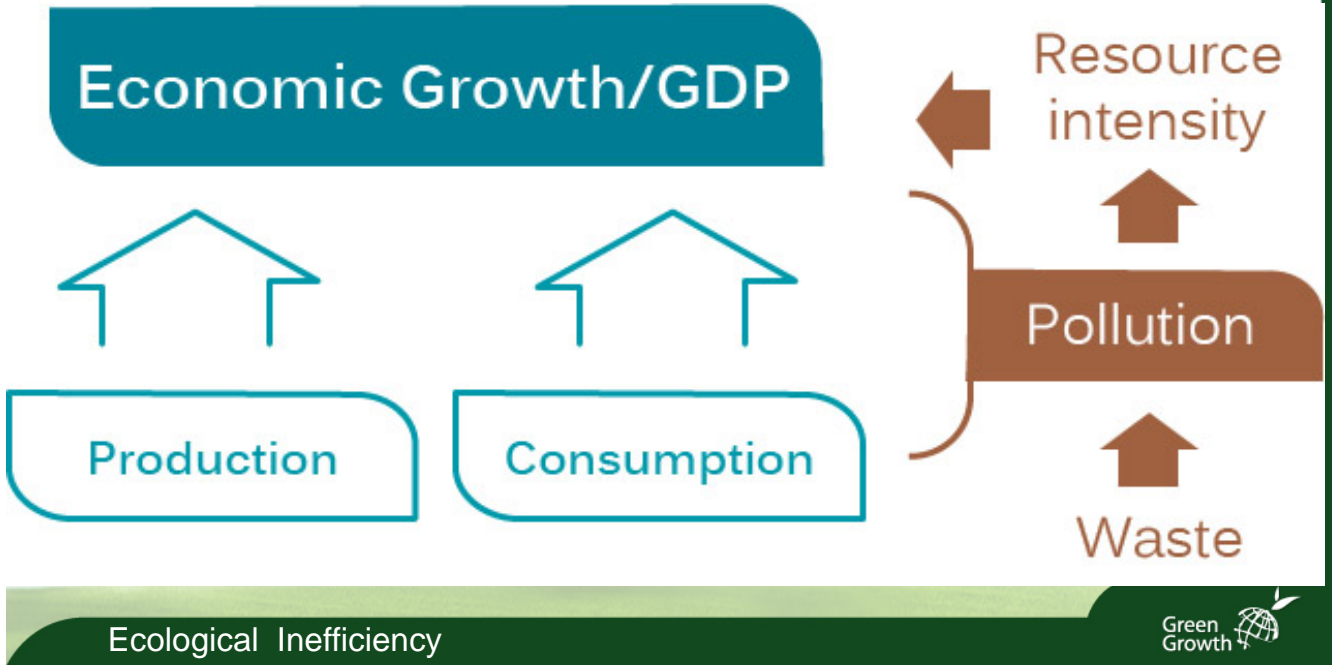 Economic Growth/GDP
Resource
intensity
Pollution
Production
Consumption
Waste
Ecological Inefficiency
Green
Growth